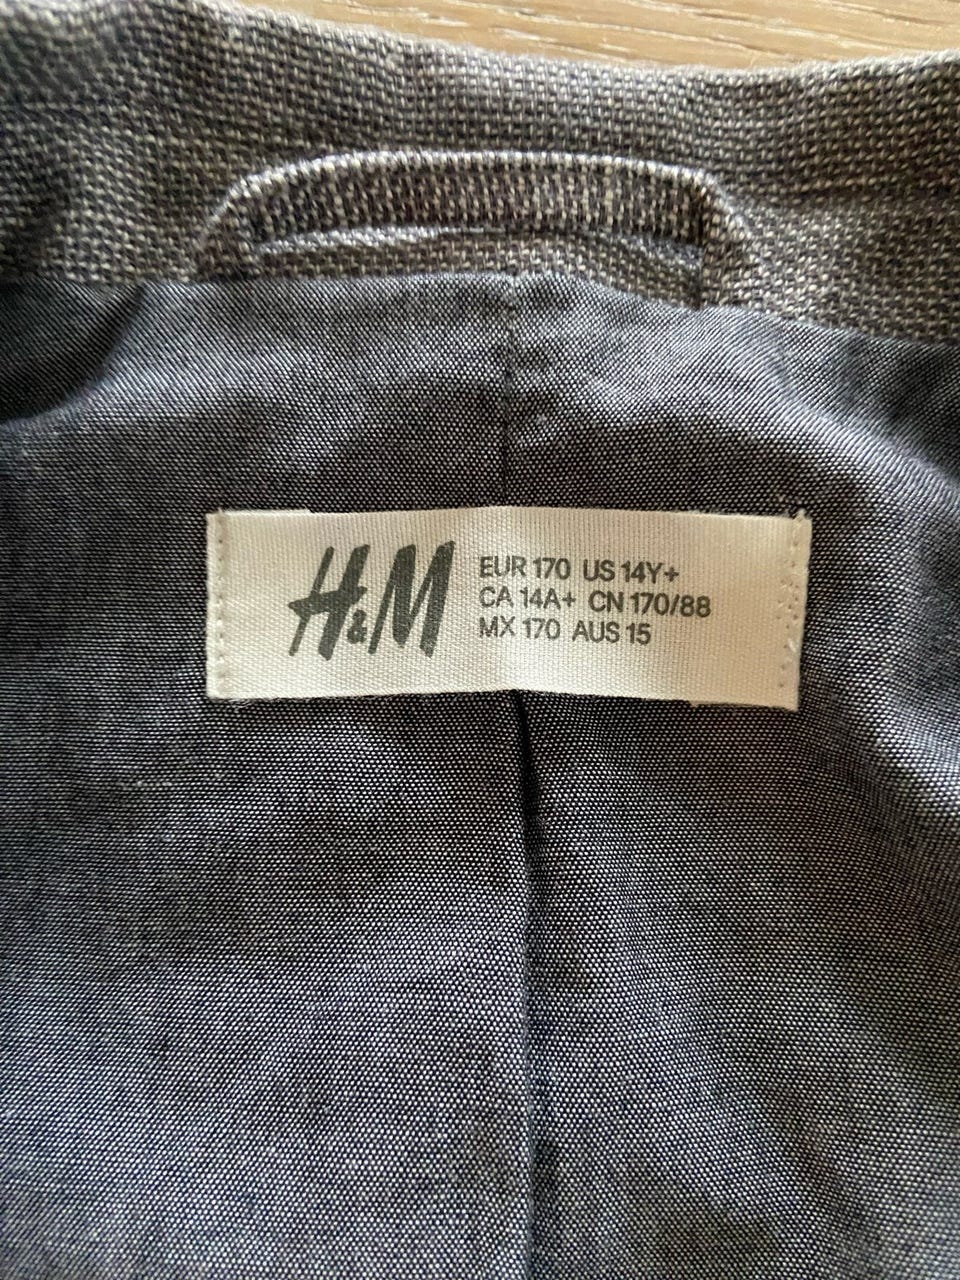 H&M
EUR 170 US 14Y+
CA 14A+ CN 170/88
MX 170 AUS 15